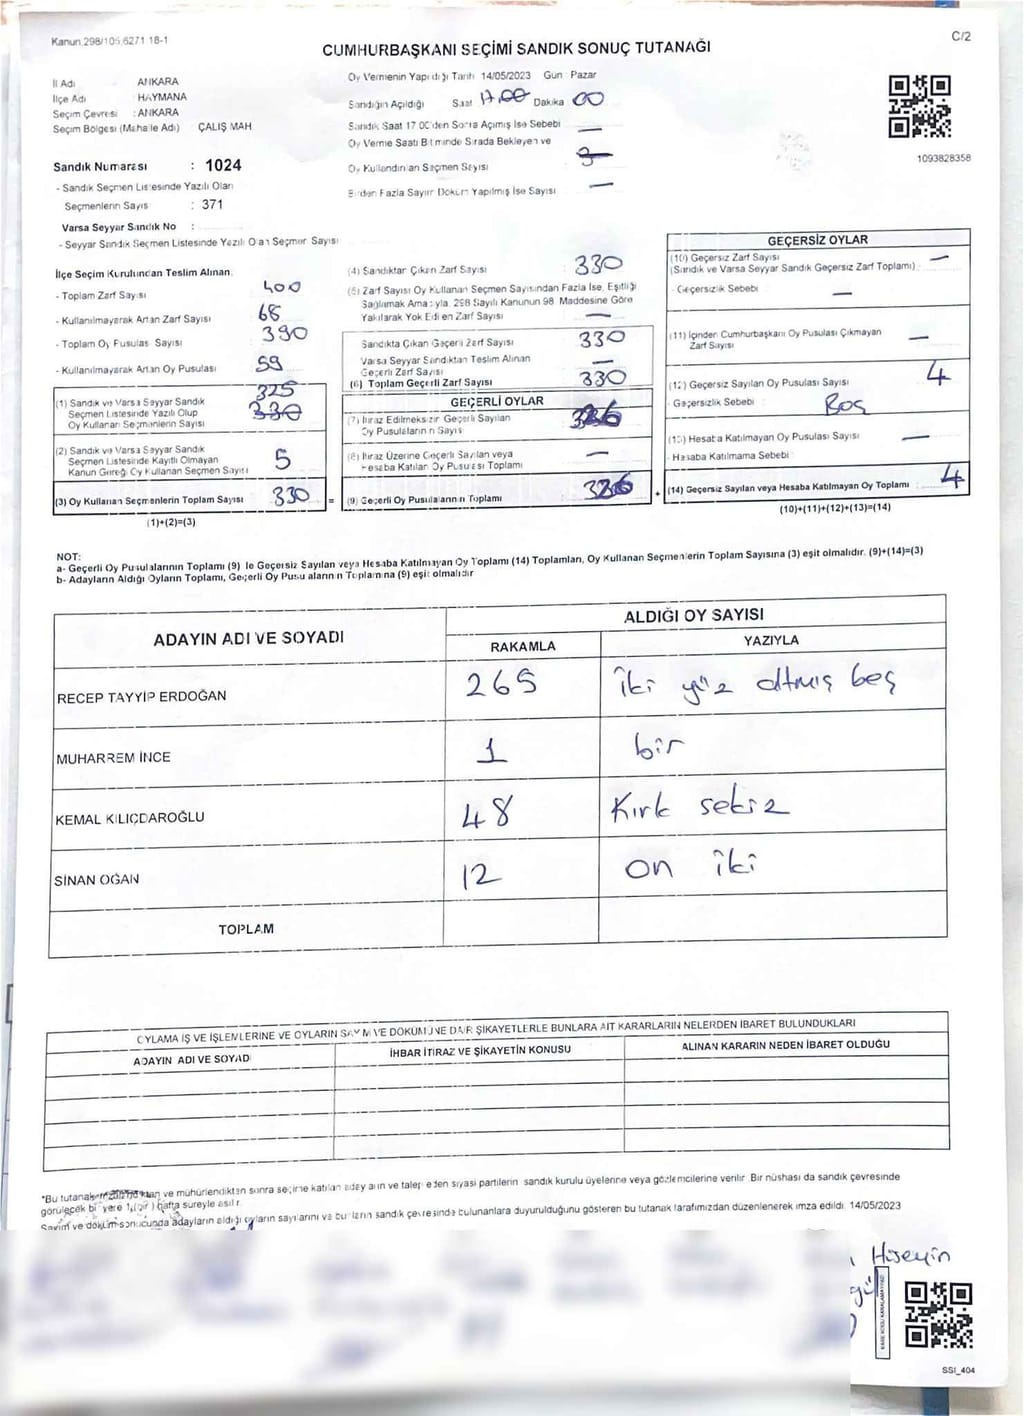 Kanun.298/105,6271 18-1
C/2
CUMHURBAŞKANI SEÇİMİ SANDIK SONUÇ TUTANAĞI
İl Adı : ANKARA
İlçe Adı : HAYMANA
Seçim Çevresi : ANKARA
Seçim Bölgesi (Mahalle Adı) ÇALIŞ MAH
Sandık Numarası : 1024
- Sandık Seçmen Listesinde Yazılı Olan
Seçmenlerin Sayısı : 371
Varsa Seyyar Sandık No :
- Seyyar Sandık Seçmen Listesinde Yazılı Olan Seçmen Sayısı
Oy Vermenin Yapıldığı Tarih 14/05/2023 Gün Pazar
Sandığın Açıldığı Saat 17.00 Dakika 00
Sandık Saat 17.00'den Sonra Açılmış İse Sebebi —
Oy Verme Saati Bitiminde Sırada Bekleyen ve
Oy Kullandırılan Seçmen Sayısı
Birden Fazla Sayım Döküm Yapılmış İse Sayısı —
1093828358
İlçe Seçim Kurulundan Teslim Alınan:
- Toplam Zarf Sayısı 400
- Kullanılmayarak Artan Zarf Sayısı 68
- Toplam Oy Pusulası Sayısı 390
- Kullanılmayarak Artan Oy Pusulası 59
(1) Sandık ve Varsa Seyyar Sandık
Seçmen Listesinde Yazılı Olup
Oy Kullanan Seçmenlerin Sayısı
325
330
(2) Sandık ve Varsa Seyyar Sandık
Seçmen Listesinde Kayıtlı Olmayan
Kanun Gereği Oy Kullanan Seçmen Sayısı
5
(3) Oy Kullanan Seçmenlerin Toplam Sayısı 330 =
(1)+(2)=(3)
(4) Sandıktan Çıkan Zarf Sayısı 330
(5) Zarf Sayısı Oy Kullanan Seçmen Sayısından Fazla İse, Eşitliği
Sağlamak Amacıyla, 298 Sayılı Kanunun 98. Maddesine Göre
Yakılarak Yok Edilen Zarf Sayısı —
Sandıkta Çıkan Geçerli Zarf Sayısı 330
Varsa Seyyar Sandıktan Teslim Alınan
Geçerli Zarf Sayısı —
(6) Toplam Geçerli Zarf Sayısı 330
GEÇERLİ OYLAR
(7) İtiraz Edilmeksizin Geçerli Sayılan
Oy Pusulalarının Sayısı 326
(8) İtiraz Üzerine Geçerli Sayılan veya
Hesaba Katılan Oy Pusulası Toplamı —
(9) Geçerli Oy Pusulalarının Toplamı 326 +
GEÇERSİZ OYLAR
(10) Geçersiz Zarf Sayısı —
(Sandık ve Varsa Seyyar Sandık Geçersiz Zarf Toplamı)
- Geçersizlik Sebebi : —
(11) İçinden Cumhurbaşkanı Oy Pusulası Çıkmayan
Zarf Sayısı —
(12) Geçersiz Sayılan Oy Pusulası Sayısı 4
- Geçersizlik Sebebi : Boş
(13) Hesaba Katılmayan Oy Pusulası Sayısı —
- Hesaba Katılmama Sebebi
(14) Geçersiz Sayılan veya Hesaba Katılmayan Oy Toplamı 4
(10)+(11)+(12)+(13)=(14)
NOT:
a- Geçerli Oy Pusulalarının Toplamı (9) ile Geçersiz Sayılan veya Hesaba Katılmayan Oy Toplamı (14) Toplamları, Oy Kullanan Seçmenlerin Toplam Sayısına (3) eşit olmalıdır. (9)+(14)=(3)
b- Adayların Aldığı Oyların Toplamı, Geçerli Oy Pusulalarının Toplamına (9) eşit olmalıdır
ADAYIN ADI VE SOYADI
ALDIĞI OY SAYISI
RAKAMLA YAZIYLA
RECEP TAYYİP ERDOĞAN 265 iki yüz altmış beş
MUHARREM İNCE 1 bir
KEMAL KILIÇDAROĞLU 48 Kırk sekiz
SİNAN OĞAN 12 on iki
TOPLAM
OYLAMA İŞ VE İŞLEMLERİNE VE OYLARIN SAYIM VE DÖKÜMÜNE DAİR ŞİKAYETLERLE BUNLARA AİT KARARLARIN NELERDEN İBARET BULUNDUKLARI
ADAYIN ADI VE SOYADI İHBAR İTİRAZ VE ŞİKAYETİN KONUSU ALINAN KARARIN NEDEN İBARET OLDUĞU
*Bu tutanak ve mühürlendikten sonra seçime katılan aday ların ve talep eden siyasi partilerin sandık kurulu üyelerine veya gözlemcilerine verilir. Bir nüshası da sandık çevresinde
görülecek bir yere 1 (bir) hafta süreyle asılır.
Sayım ve döküm sonucunda adayların aldığı oyların sayılarını ve bunların sandık çevresinde bulunanlara duyurulduğunu gösteren bu tutanak tarafımızdan düzenlenerek imza edildi. 14/05/2023
Hüseyin
SSI_404